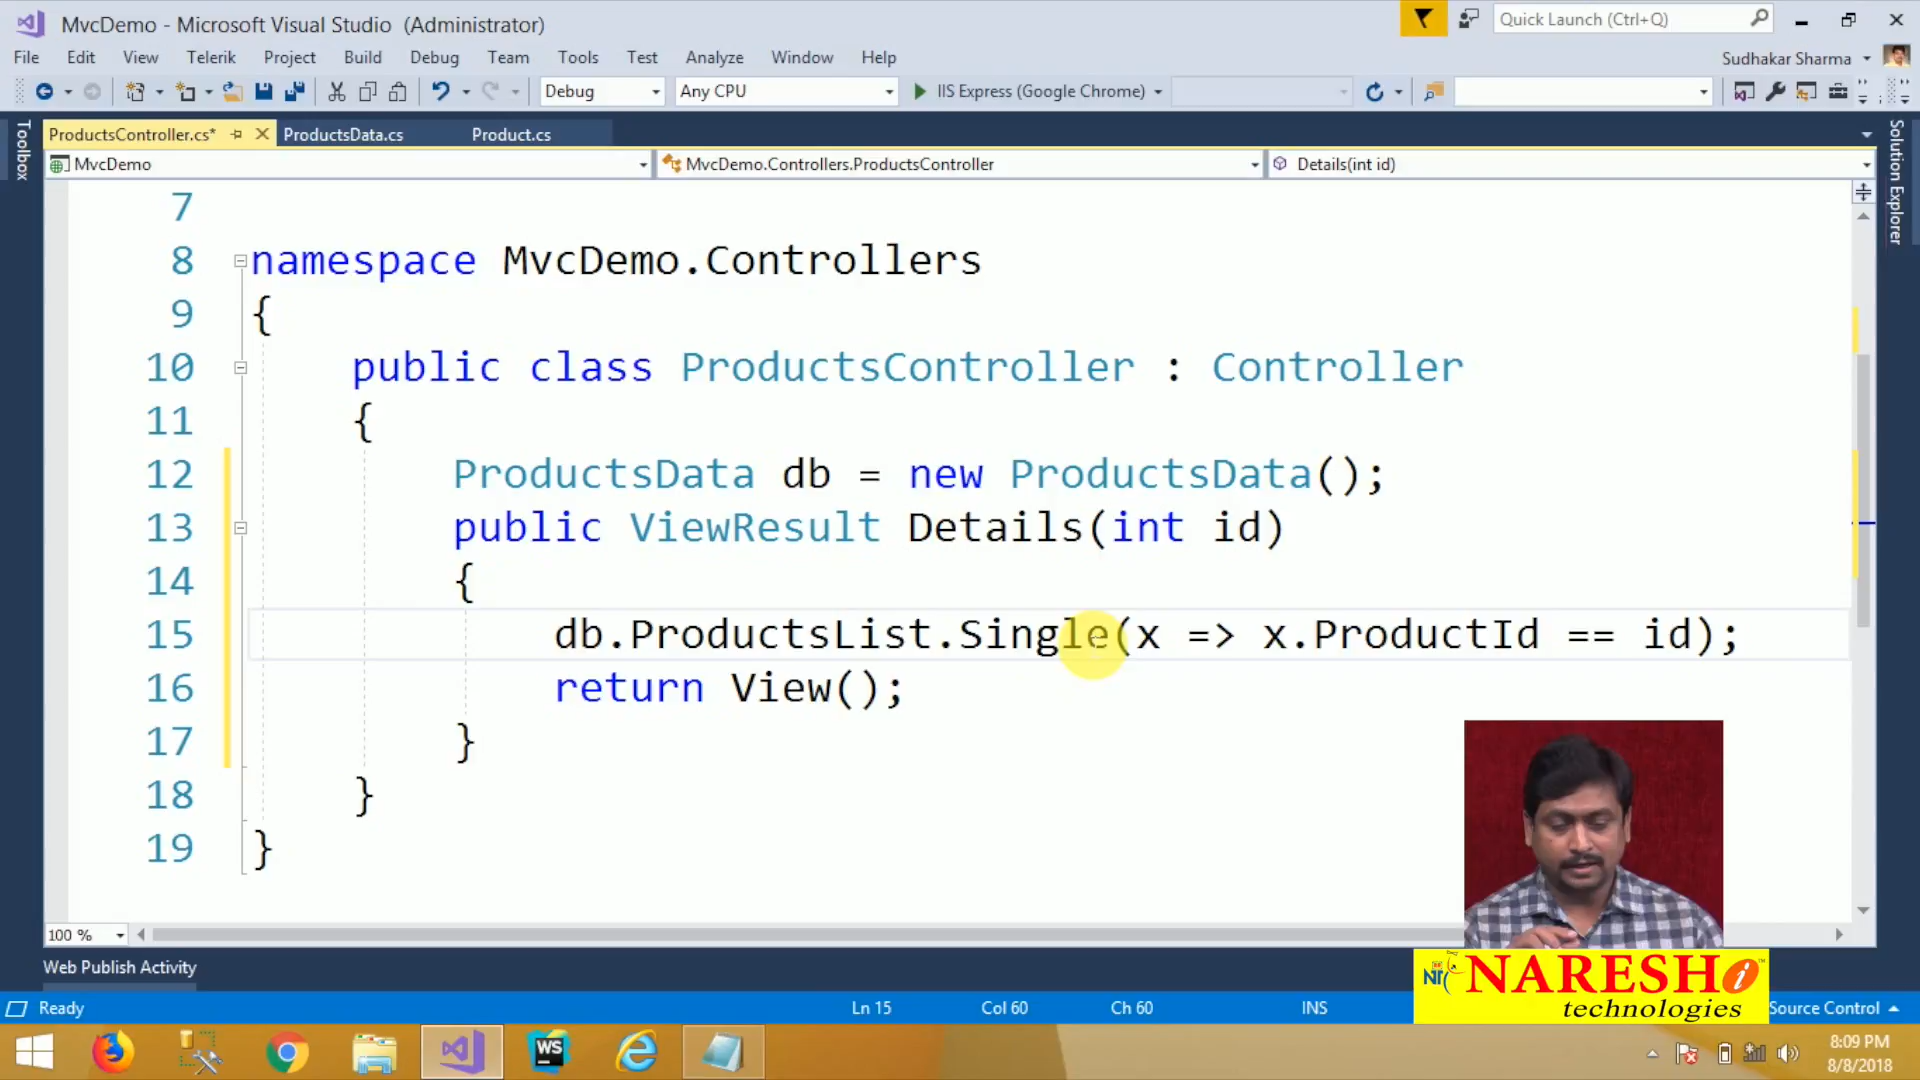 MvcDemo - Microsoft Visual Studio (Administrator)
Quick Launch (Ctrl+Q)
File Edit View Telerik Project Build Debug Team Tools Test Analyze Window Help
Sudhakar Sharma
Debug Any CPU IIS Express (Google Chrome)
Toolbox
Solution Explorer
ProductsController.cs* ProductsData.cs Product.cs
MvcDemo MvcDemo.Controllers.ProductsController Details(int id)
7
8 namespace MvcDemo.Controllers
9 {
10 public class ProductsController : Controller
11 {
12 ProductsData db = new ProductsData();
13 public ViewResult Details(int id)
14 {
15 db.ProductsList.Single(x => x.ProductId == id);
16 return View();
17 }
18 }
19 }
100 %
Web Publish Activity
NARESH i
technologies
Ready Ln 15 Col 60 Ch 60 INS Source Control
WS
8:09 PM
8/8/2018